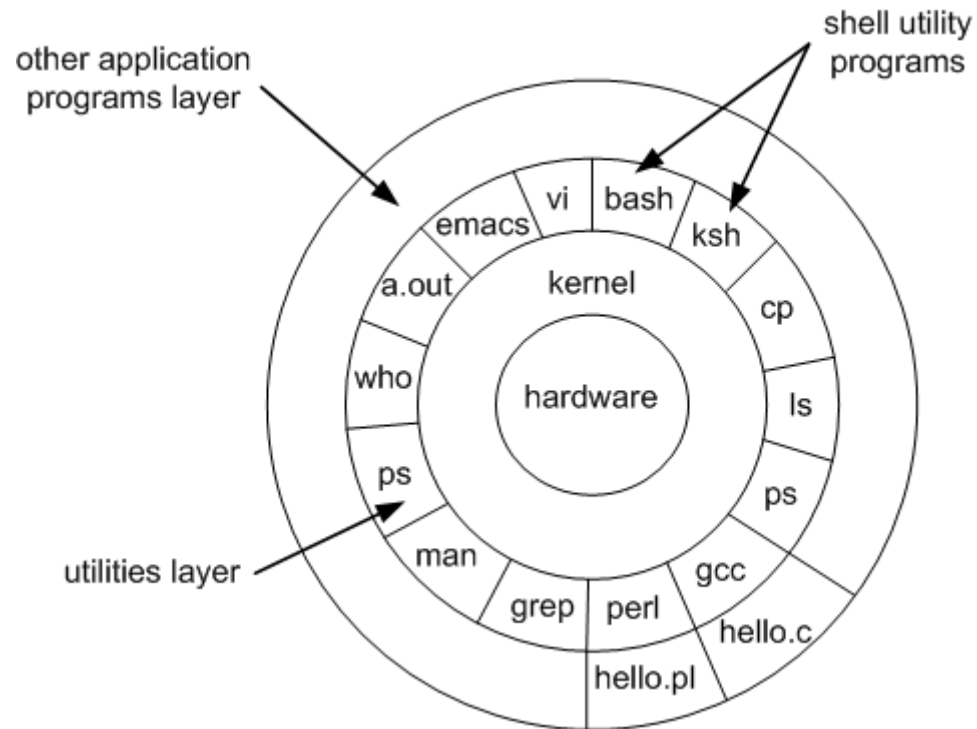 other application
programs layer
shell utility
programs
vi
bash
emacs
ksh
a.out
kernel
cp
who
hardware
ls
ps
ps
utilities layer
man
gcc
grep
perl
hello.c
hello.pl